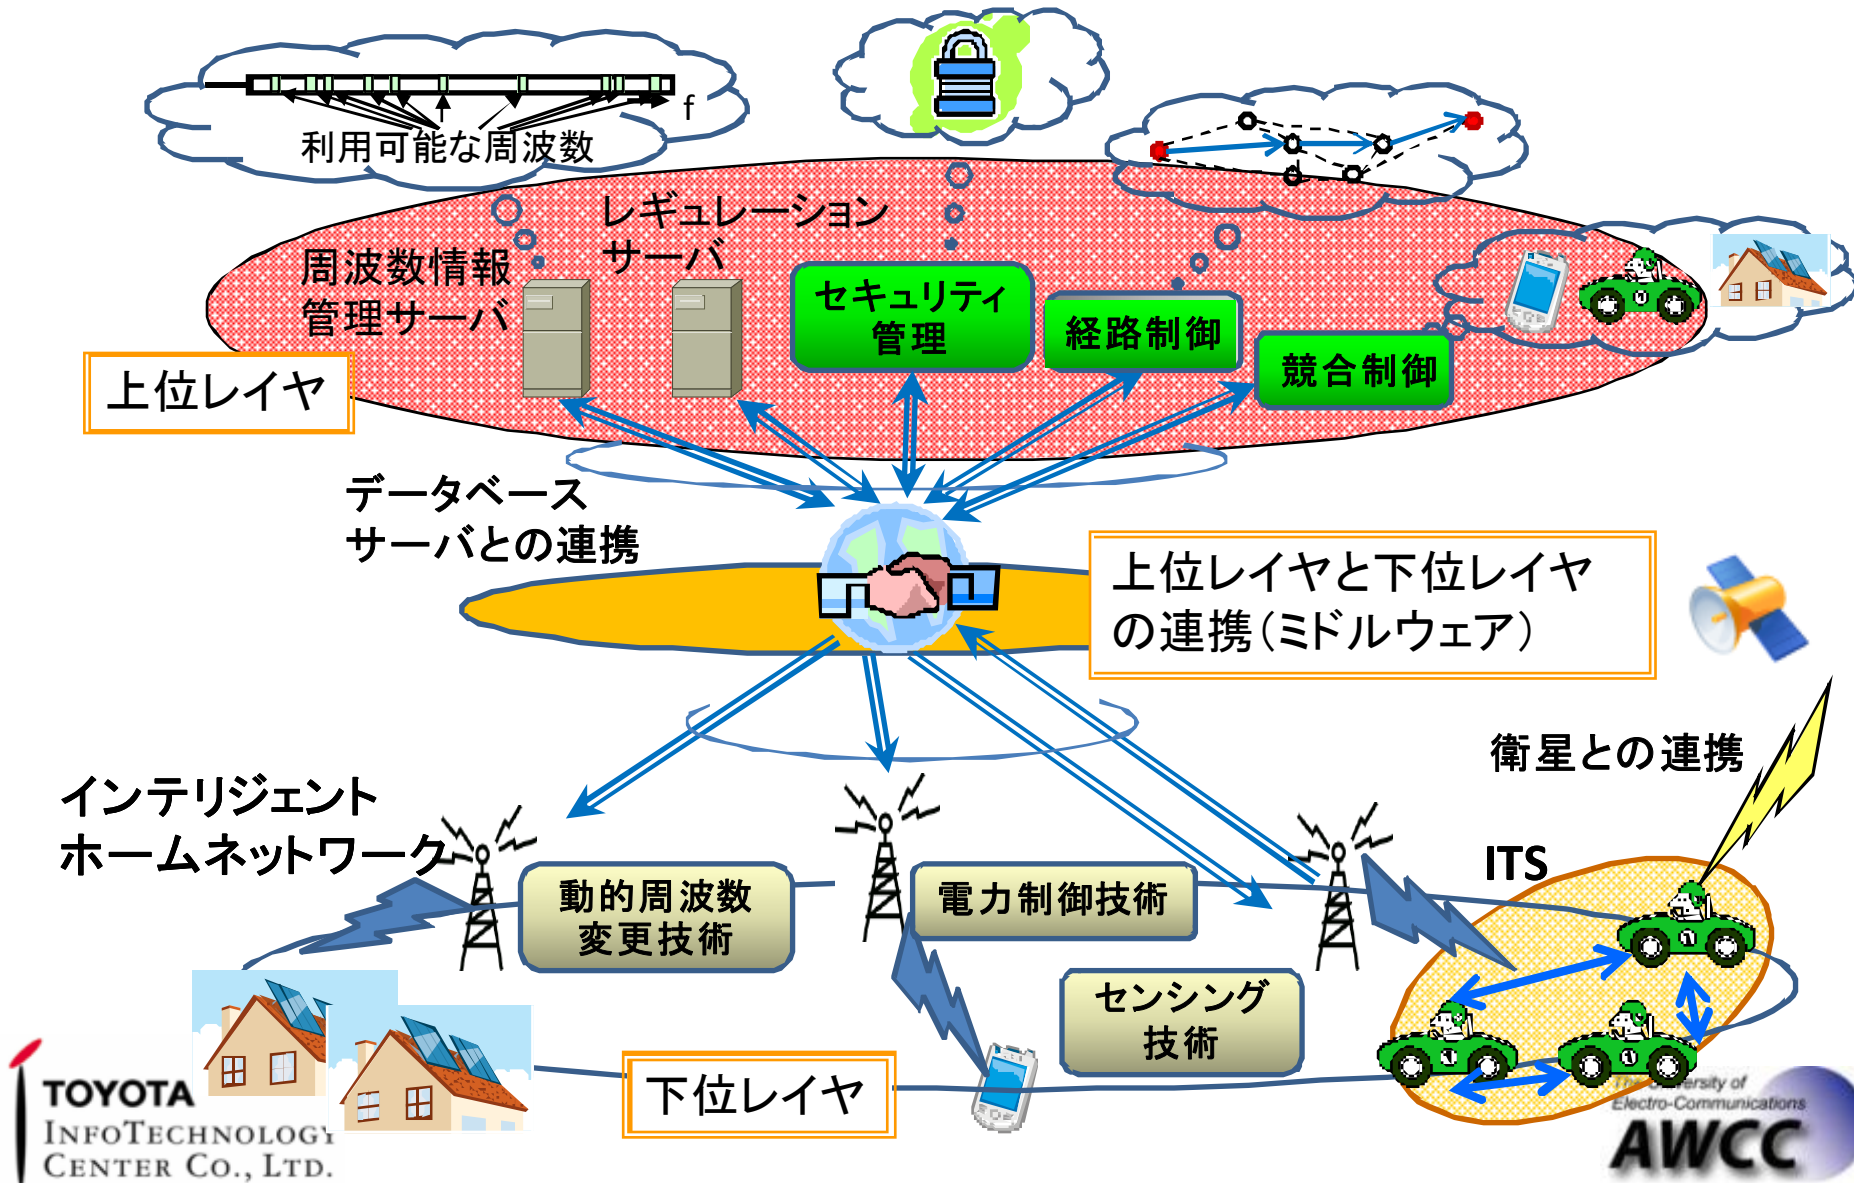 f
利用可能な周波数
レギュレーション
サーバ
周波数情報
管理サーバ
セキュリティ
管理
経路制御
競合制御
上位レイヤ
データベース
サーバとの連携
上位レイヤと下位レイヤ
の連携（ミドルウェア）
衛星との連携
インテリジェント
ホームネットワーク
ITS
動的周波数
変更技術
電力制御技術
センシング
技術
下位レイヤ
TOYOTA
INFOTECHNOLOGY
CENTER CO., LTD.
The University of
Electro-Communications
AWCC